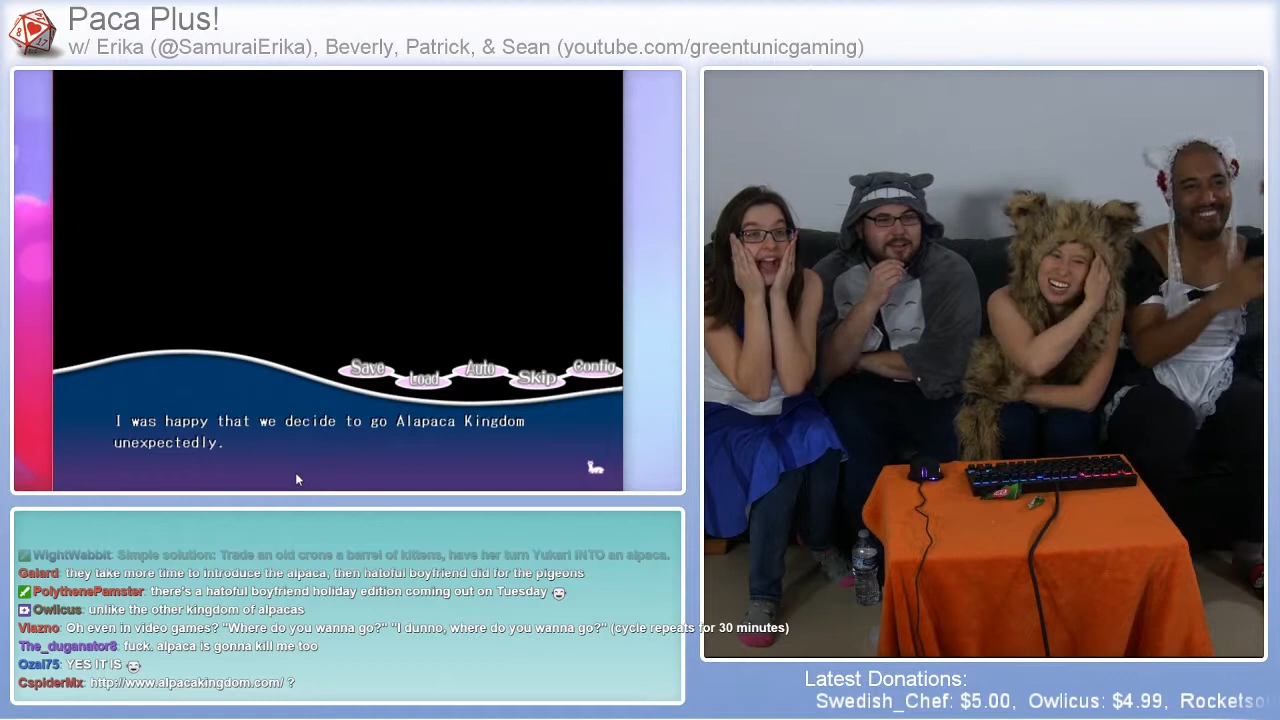 Paca Plus!
w/ Erika (@SamuraiErika), Beverly, Patrick, & Sean (youtube.com/greentunicgaming)
Save
Load
Auto
Skip
Config
I was happy that we decide to go Alapaca Kingdom
unexpectedly.
WightWabbit: Simple solution: Trade an old crone a barrel of kittens, have her turn Yukari INTO an alpaca.
Galard: they take more time to introduce the alpaca, then hatoful boyfriend did for the pigeons
PolythenePamster: there's a hatoful boyfriend holiday edition coming out on Tuesday
Owlicus: unlike the other kingdom of alpacas
Vlazno: Oh even in video games? "Where do you wanna go?" "I dunno, where do you wanna go?" (cycle repeats for 30 minutes)
The_duganator8: fuck. alpaca is gonna kill me too
Ozal75: YES IT IS
CspiderMx: http://www.alpacakingdom.com/ ?
Latest Donations:
Swedish_Chef: $5.00, Owlicus: $4.99, Rocketso